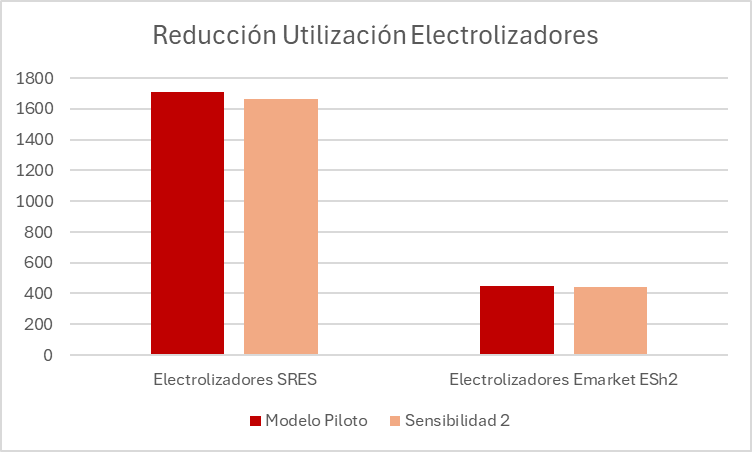 Reducción Utilización Electrolizadores
1800
1600
1400
1200
1000
800
600
400
200
0
Electrolizadores SRES
Electrolizadores Emarket ESh2
Modelo Piloto
Sensibilidad 2